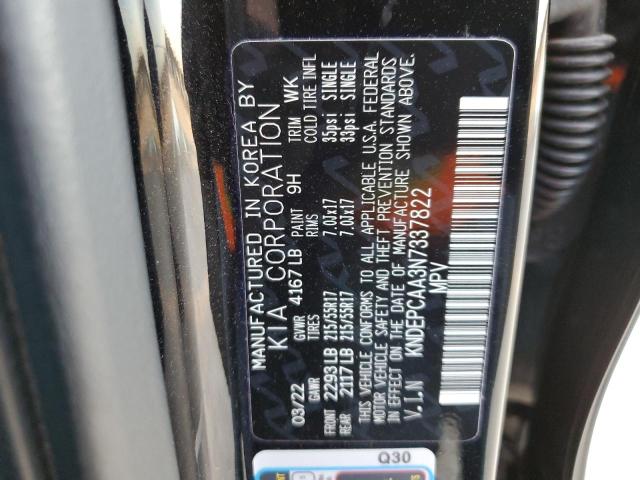 MANUFACTURED IN KOREA BY
KIA CORPORATION
03/22 GVWR 4167 LB PAINT 9H TRIM WK
GAWR TIRES RIMS COLD TIRE INFL
FRONT 2293 LB 215/55R17 7.0JX17 35psi SINGLE
REAR 2117 LB 215/55R17 7.0JX17 33psi SINGLE
THIS VEHICLE CONFORMS TO ALL APPLICABLE U.S.A. FEDERAL
MOTOR VEHICLE SAFETY AND THEFT PREVENTION STANDARDS
IN EFFECT ON THE DATE OF MANUFACTURE SHOWN ABOVE.
V.I.N KNDEPCAA3N7337822
MPV
Q30